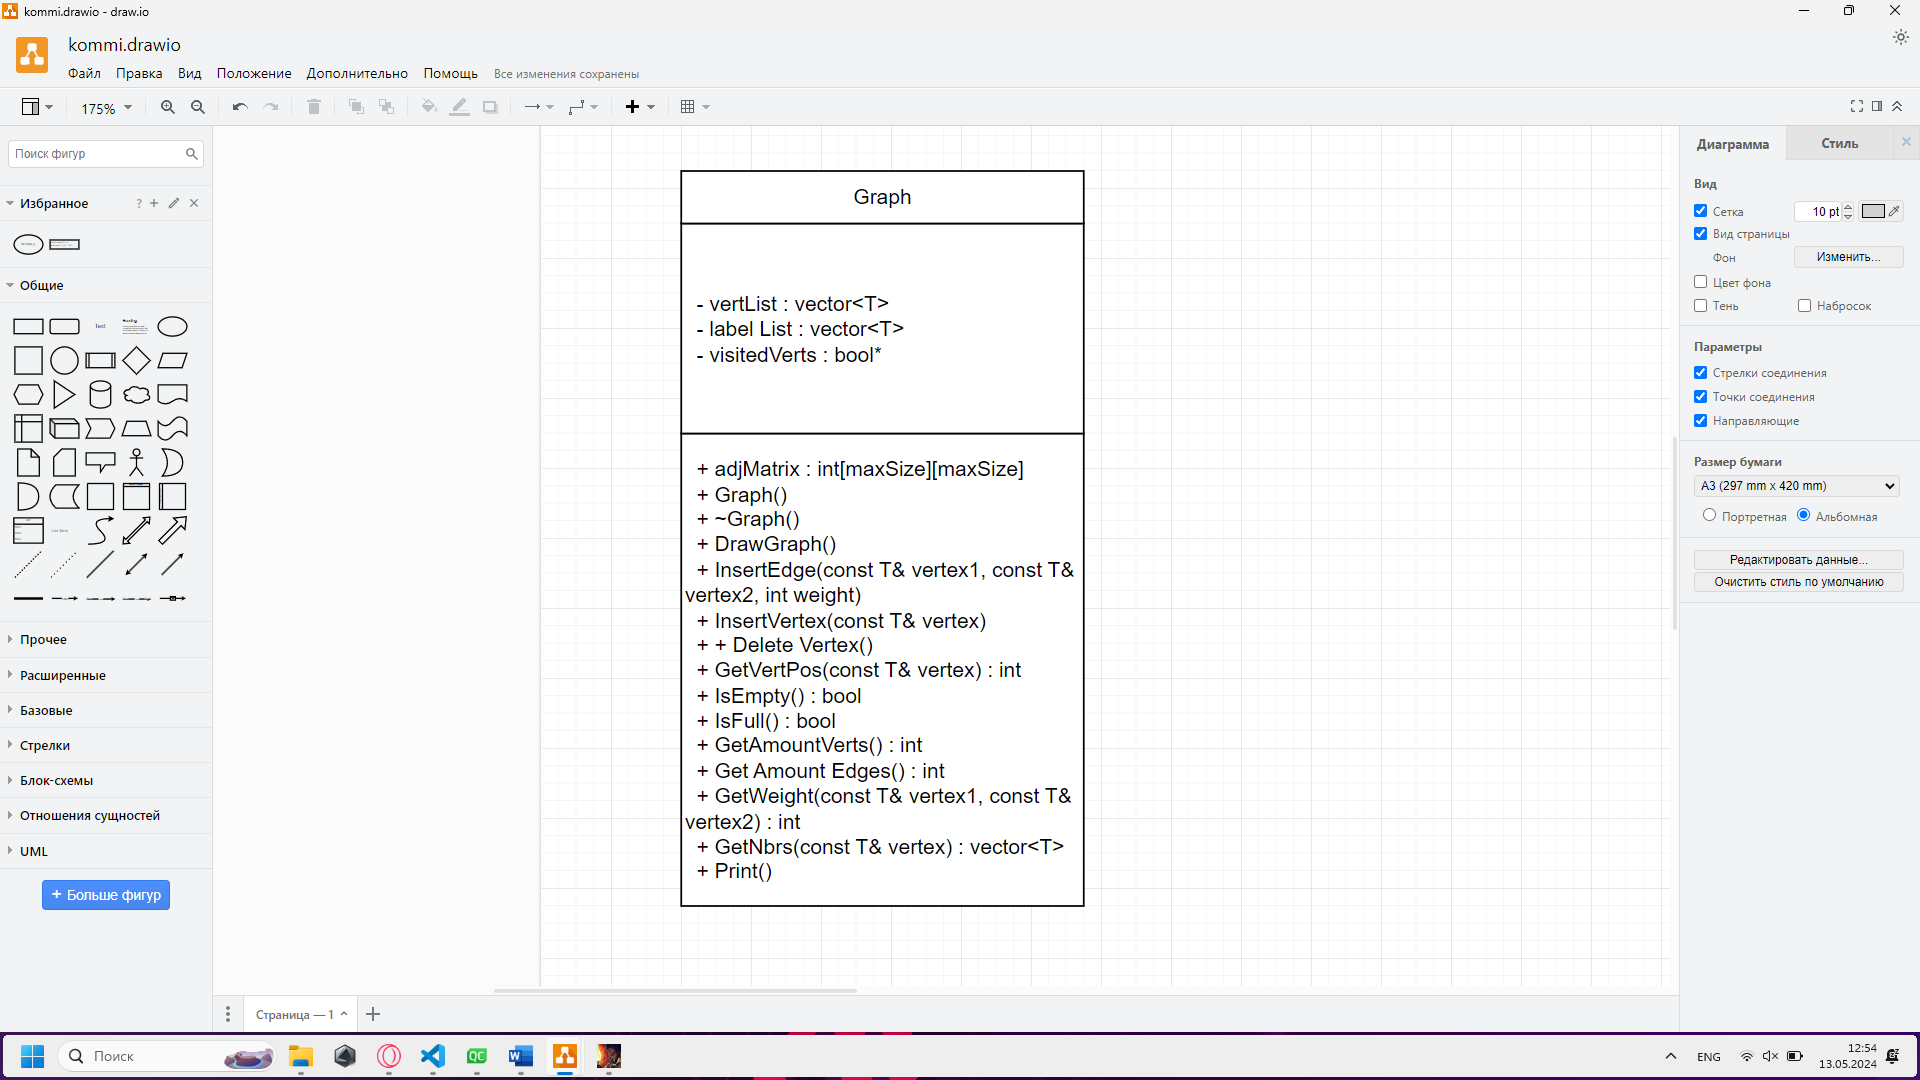 kommi.drawio - draw.io
kommi.drawio
Файл Правка Вид Положение Дополнительно Помощь Все изменения сохранены
175%
Поиск фигур
Избранное
?
Общие
Text
Heading
List Item
Прочее
Расширенные
Базовые
Стрелки
Блок-схемы
Отношения сущностей
UML
+ Больше фигур
Graph
- vertList : vector<T>
- label List : vector<T>
- visitedVerts : bool*
+ adjMatrix : int[maxSize][maxSize]
+ Graph()
+ ~Graph()
+ DrawGraph()
+ InsertEdge(const T& vertex1, const T&
vertex2, int weight)
+ InsertVertex(const T& vertex)
+ + Delete Vertex()
+ GetVertPos(const T& vertex) : int
+ IsEmpty() : bool
+ IsFull() : bool
+ GetAmountVerts() : int
+ Get Amount Edges() : int
+ GetWeight(const T& vertex1, const T&
vertex2) : int
+ GetNbrs(const T& vertex) : vector<T>
+ Print()
Диаграмма Стиль
Вид
Сетка 10 pt
Вид страницы
Фон Изменить...
Цвет фона
Тень Набросок
Параметры
Стрелки соединения
Точки соединения
Направляющие
Размер бумаги
A3 (297 mm x 420 mm)
Портретная Альбомная
Редактировать данные...
Очистить стиль по умолчанию
Страница — 1
Поиск
QC
ENG
12:54
13.05.2024